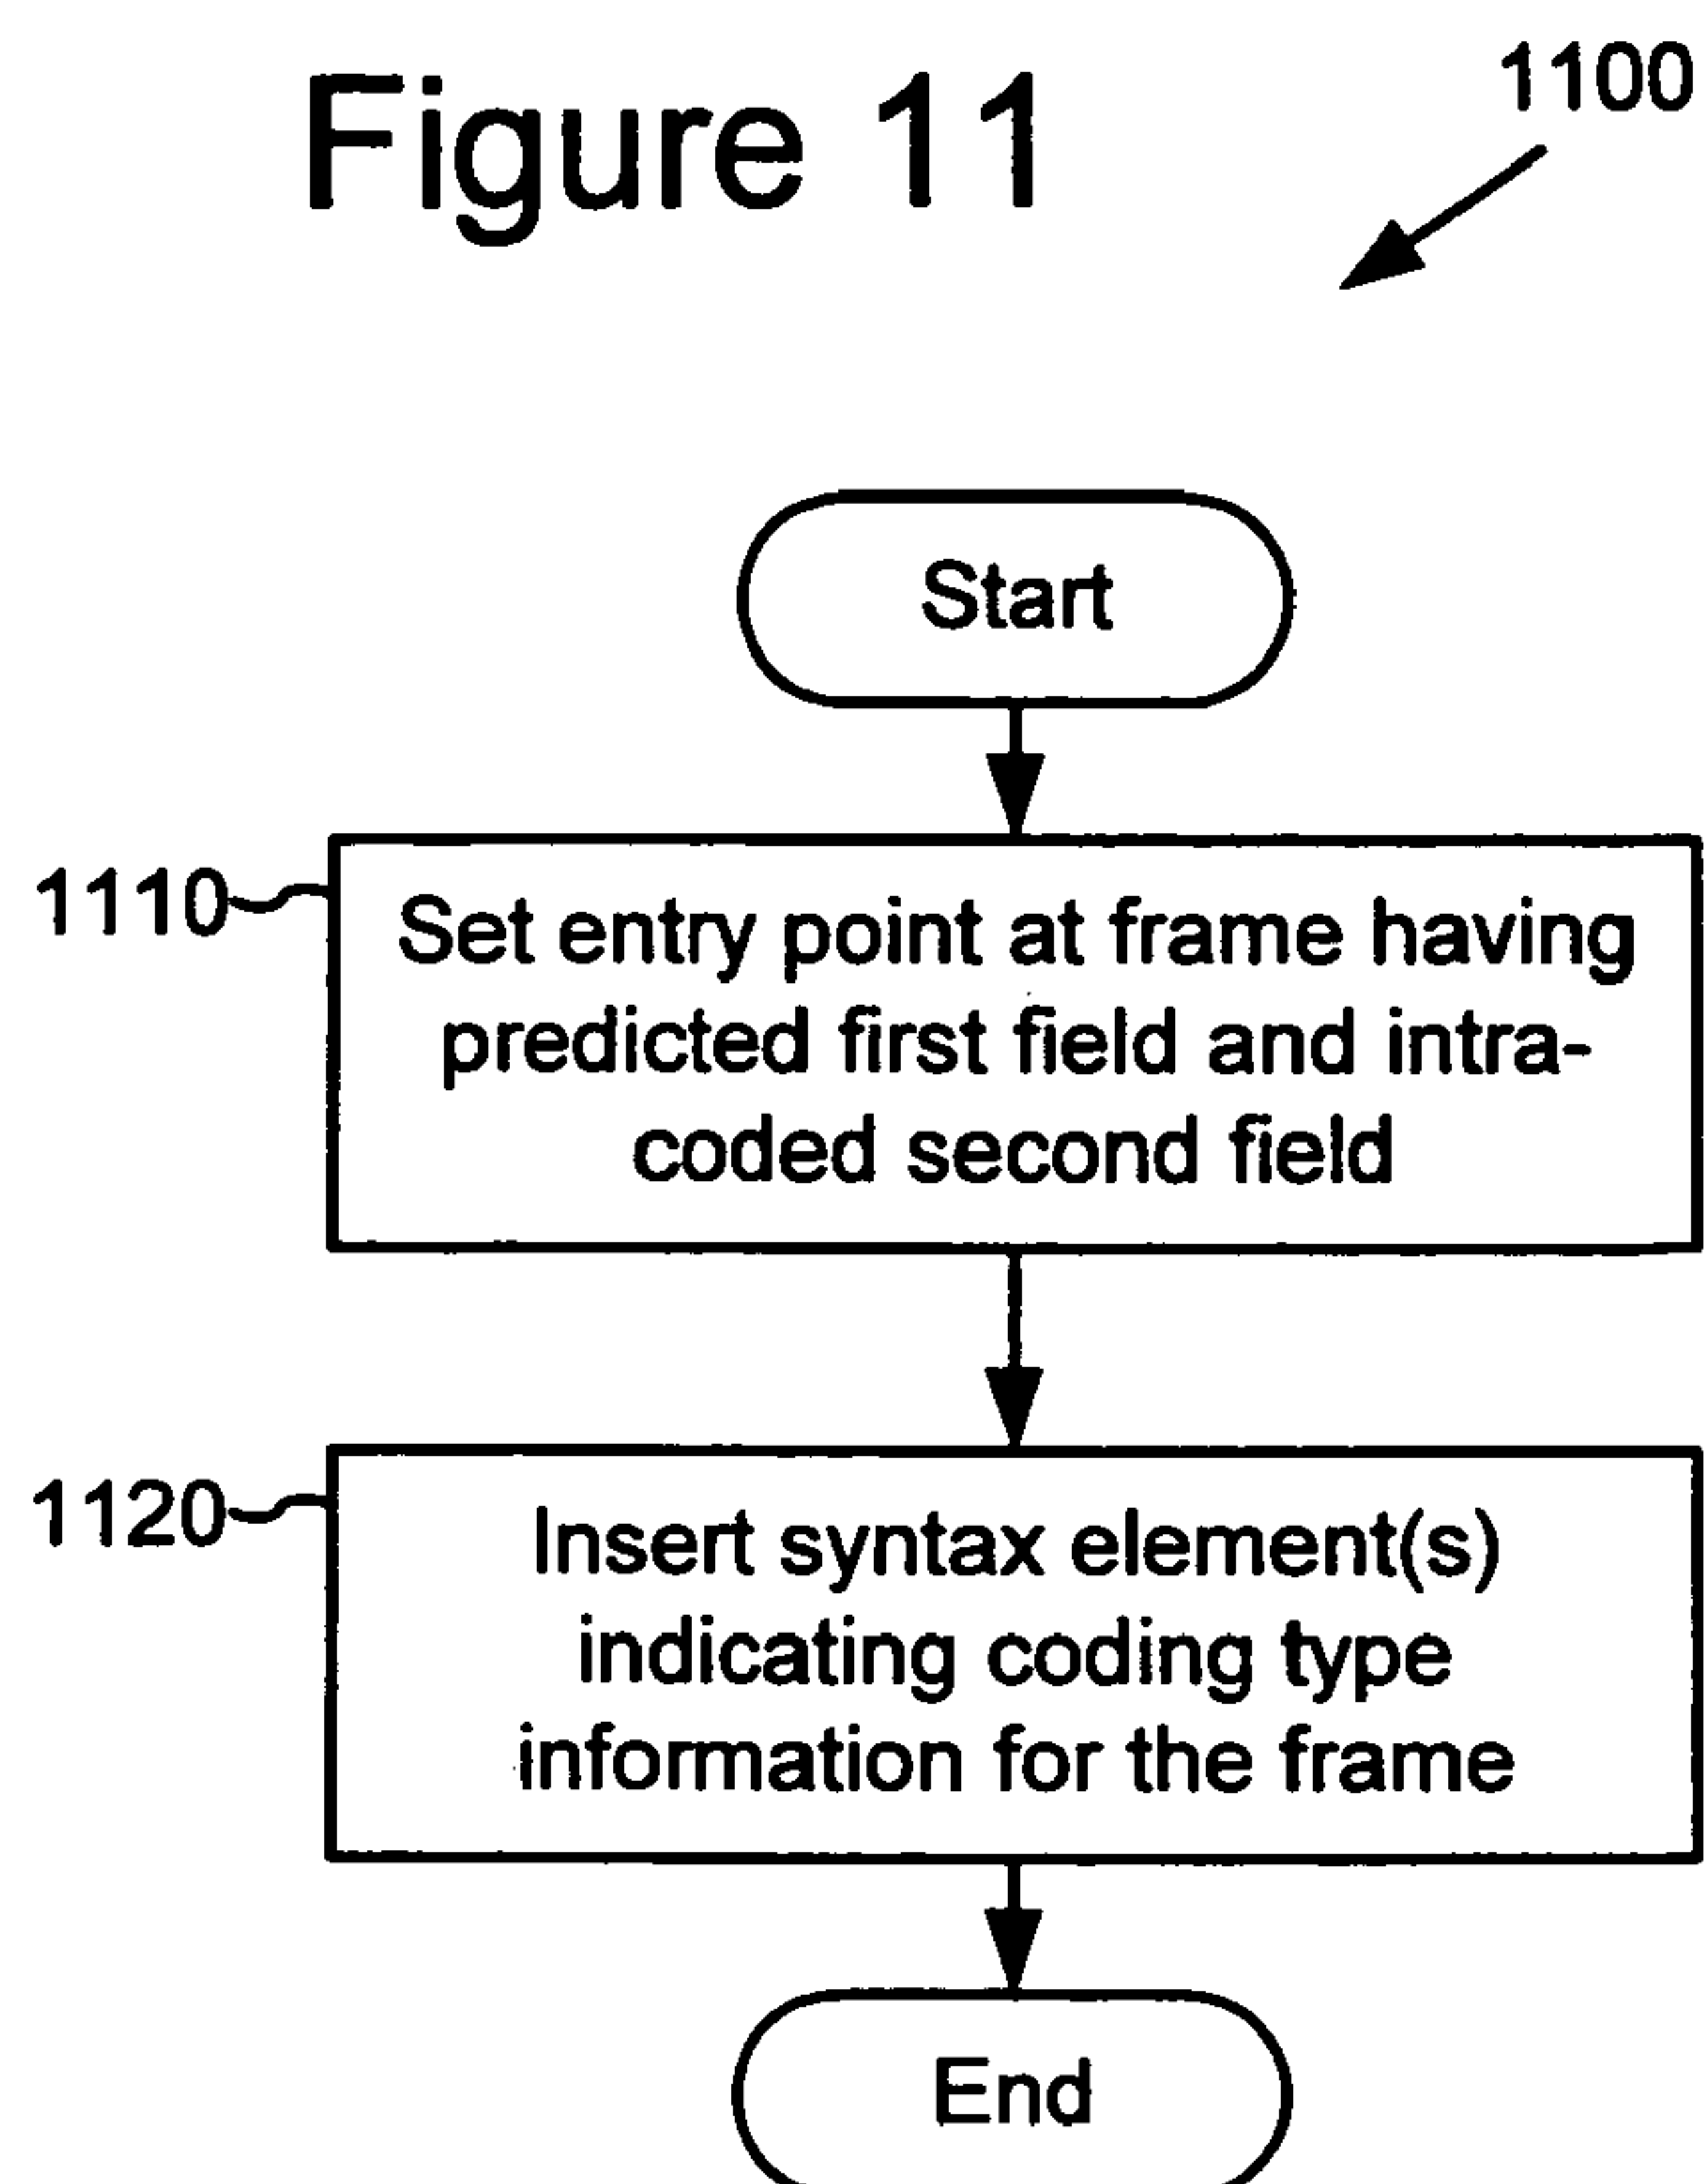 Figure 11
1100
Start
1110
Set entry point at frame having
predicted first field and intra-
coded second field
1120
Insert syntax element(s)
indicating coding type
information for the frame
End